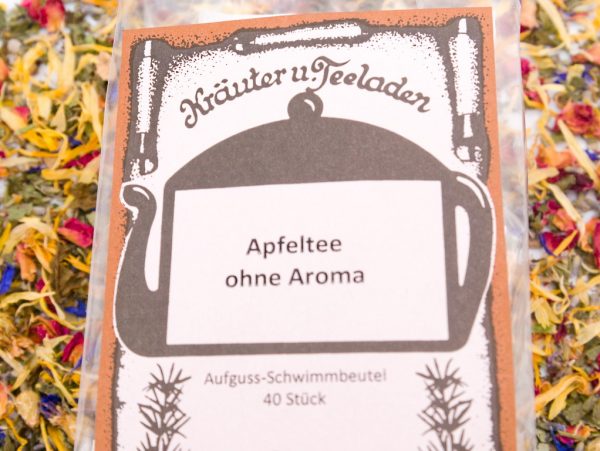 Kräuter u. Teeladen
Apfeltee
ohne Aroma
Aufguss-Schwimmbeutel
40 Stück